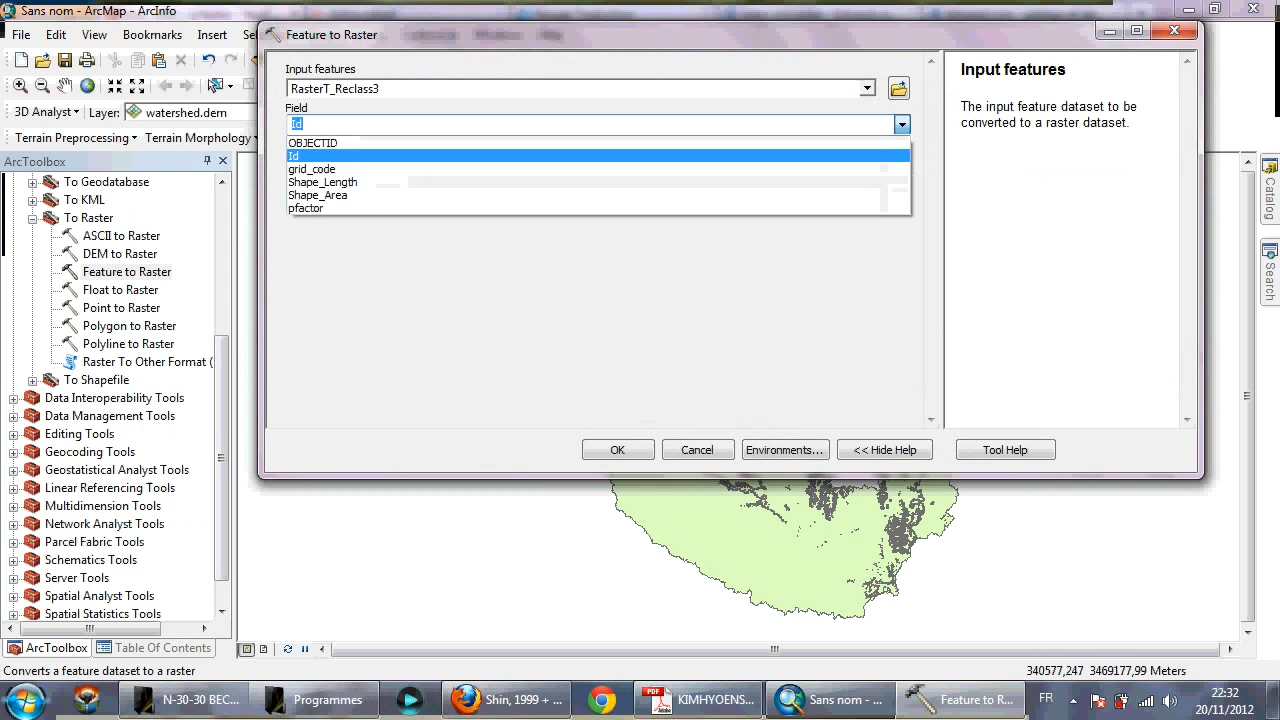 Sans nom - ArcMap - ArcInfo
File Edit View Bookmarks Insert
3D Analyst Layer: watershed.dem
Terrain Preprocessing Terrain Morphology
ArcToolbox
To Geodatabase
To KML
To Raster
ASCII to Raster
DEM to Raster
Feature to Raster
Float to Raster
Point to Raster
Polygon to Raster
Polyline to Raster
Raster To Other Format (
To Shapefile
Data Interoperability Tools
Data Management Tools
Editing Tools
Geocoding Tools
Geostatistical Analyst Tools
Linear Referencing Tools
Multidimension Tools
Network Analyst Tools
Parcel Fabric Tools
Schematics Tools
Server Tools
Spatial Analyst Tools
Spatial Statistics Tools
ArcToolbox Table Of Contents
Feature to Raster
Input features
RasterT_Reclass3
Field
Id
OBJECTID
Id
grid_code
Shape_Length
Shape_Area
pfactor
OK Cancel Environments... << Hide Help Tool Help
Input features
The input feature dataset to be
converted to a raster dataset.
Catalog
Search
Converts a feature dataset to a raster
340577,247 3469177,99 Meters
N-30-30 BEC... Programmes Shin, 1999 + ... KIMHYOENS... Sans nom - ... Feature to R... FR
22:32
20/11/2012